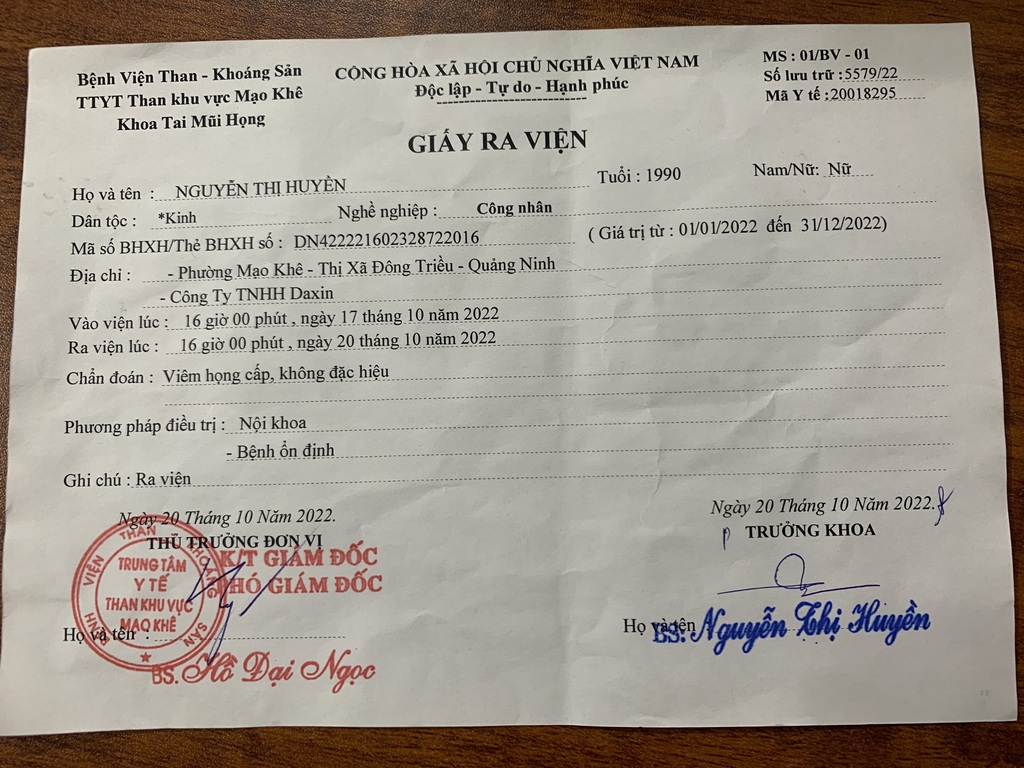 Bệnh Viện Than - Khoáng Sản
TTYT Than khu vực Mạo Khê
Khoa Tai Mũi Họng
CỘNG HÒA XÃ HỘI CHỦ NGHĨA VIỆT NAM
Độc lập - Tự do - Hạnh phúc
MS : 01/BV - 01
Số lưu trữ :5579/22
Mã Y tế :20018295
GIẤY RA VIỆN
Họ và tên : NGUYỄN THỊ HUYỀN Tuổi : 1990 Nam/Nữ: Nữ
Dân tộc : *Kinh Nghề nghiệp : Công nhân
Mã số BHXH/Thẻ BHXH số : DN422221602328722016 ( Giá trị từ : 01/01/2022 đến 31/12/2022)
Địa chỉ : - Phường Mạo Khê - Thị Xã Đông Triều - Quảng Ninh
- Công Ty TNHH Daxin
Vào viện lúc : 16 giờ 00 phút , ngày 17 tháng 10 năm 2022
Ra viện lúc : 16 giờ 00 phút , ngày 20 tháng 10 năm 2022
Chẩn đoán : Viêm họng cấp, không đặc hiệu
Phương pháp điều trị : Nội khoa
- Bệnh ổn định
Ghi chú : Ra viện
Ngày 20 Tháng 10 Năm 2022.
THỦ TRƯỞNG ĐƠN VỊ
K/T GIÁM ĐỐC
PHÓ GIÁM ĐỐC
BỆNH VIỆN THAN KHOÁNG SẢN
TRUNG TÂM
Y TẾ
THAN KHU VỰC
MẠO KHÊ
Họ và tên :
BS. Hồ Đại Ngọc
Ngày 20 Tháng 10 Năm 2022.
P TRƯỞNG KHOA
Họ và tên
BS. Nguyễn Thị Huyền